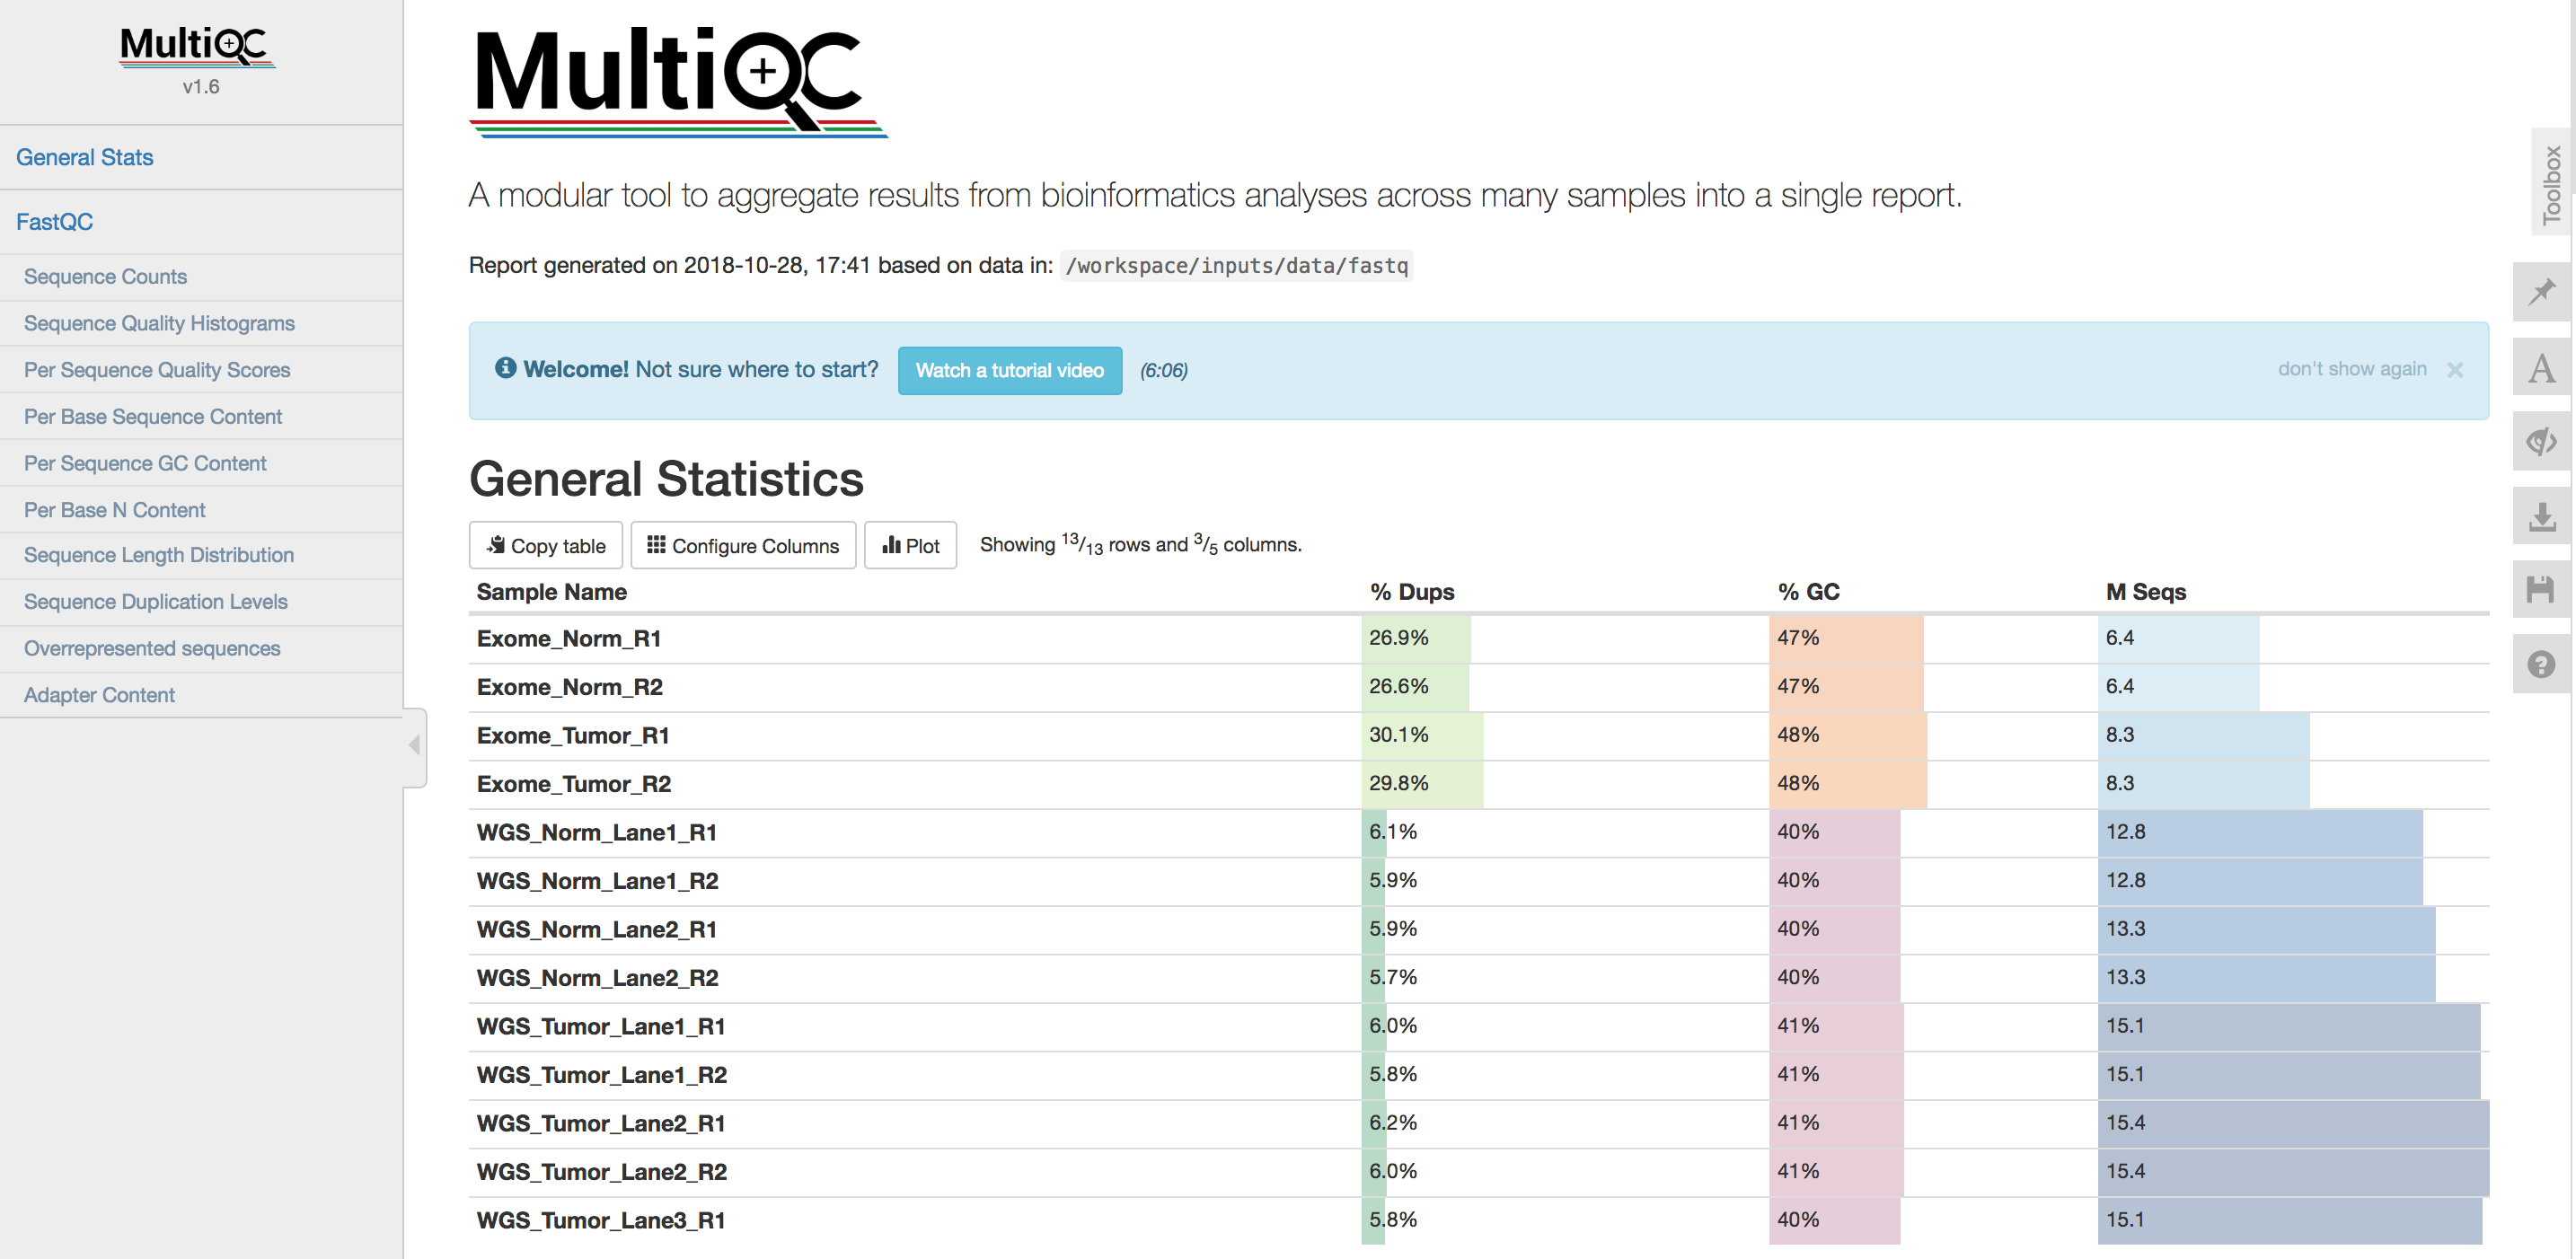 MultiQC
v1.6
General Stats
FastQC
Sequence Counts
Sequence Quality Histograms
Per Sequence Quality Scores
Per Base Sequence Content
Per Sequence GC Content
Per Base N Content
Sequence Length Distribution
Sequence Duplication Levels
Overrepresented sequences
Adapter Content
MultiQC
A modular tool to aggregate results from bioinformatics analyses across many samples into a single report.
Report generated on 2018-10-28, 17:41 based on data in: /workspace/inputs/data/fastq
Welcome! Not sure where to start? Watch a tutorial video (6:06) don't show again ×
General Statistics
Copy table Configure Columns Plot Showing 13/13 rows and 3/5 columns.
Sample Name % Dups % GC M Seqs
Exome_Norm_R1 26.9% 47% 6.4
Exome_Norm_R2 26.6% 47% 6.4
Exome_Tumor_R1 30.1% 48% 8.3
Exome_Tumor_R2 29.8% 48% 8.3
WGS_Norm_Lane1_R1 6.1% 40% 12.8
WGS_Norm_Lane1_R2 5.9% 40% 12.8
WGS_Norm_Lane2_R1 5.9% 40% 13.3
WGS_Norm_Lane2_R2 5.7% 40% 13.3
WGS_Tumor_Lane1_R1 6.0% 41% 15.1
WGS_Tumor_Lane1_R2 5.8% 41% 15.1
WGS_Tumor_Lane2_R1 6.2% 41% 15.4
WGS_Tumor_Lane2_R2 6.0% 41% 15.4
WGS_Tumor_Lane3_R1 5.8% 40% 15.1
Toolbox
A